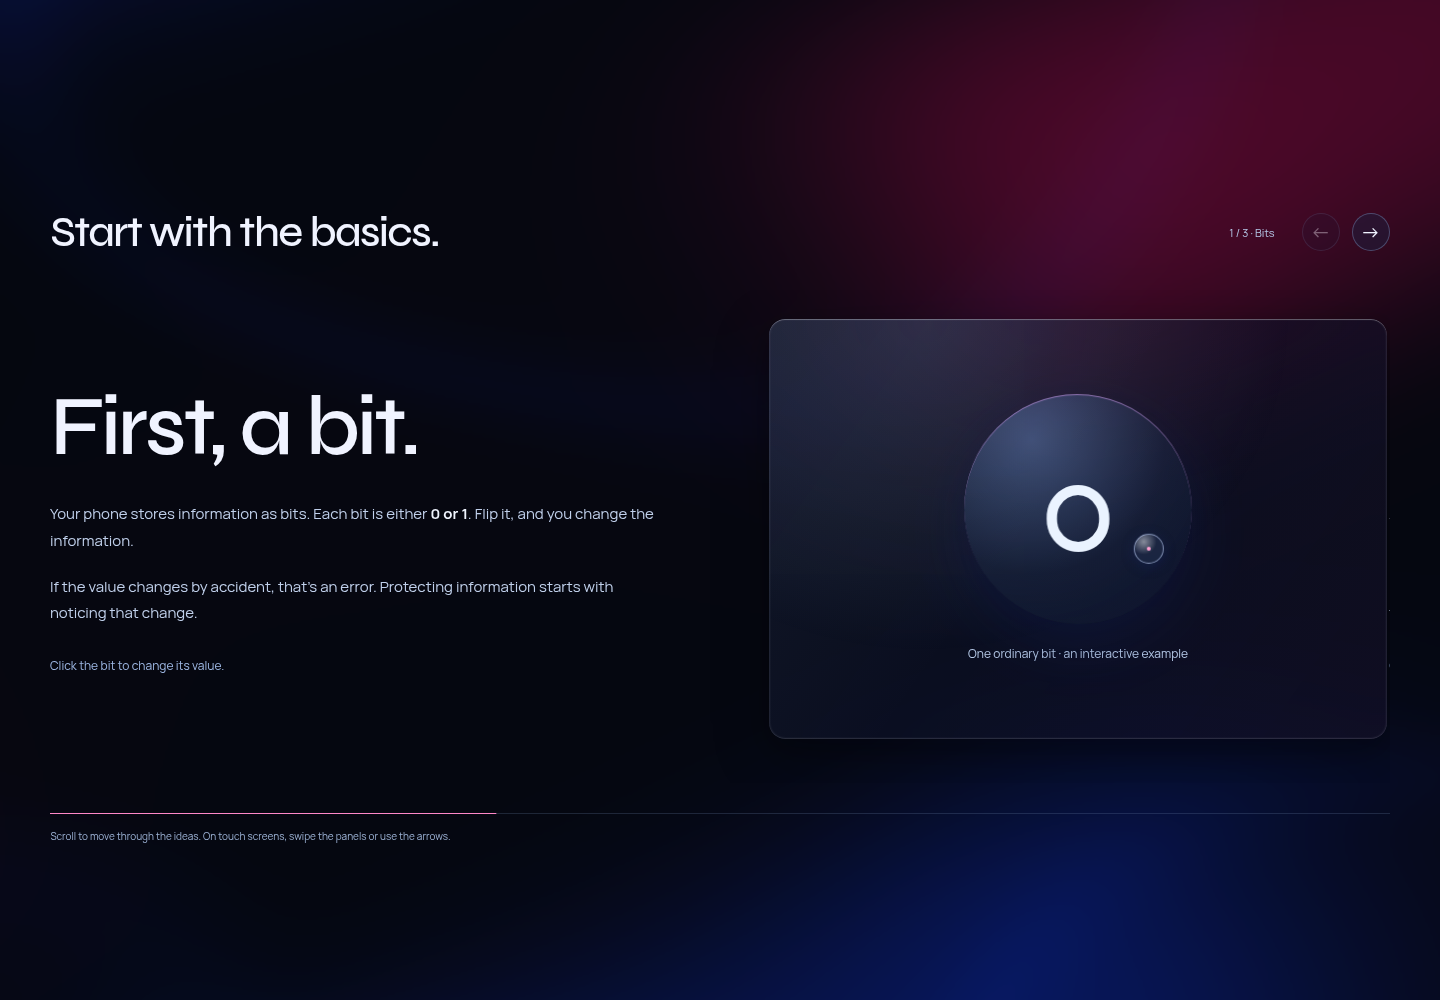 Start with the basics.
1 / 3 · Bits
First, a bit.
Your phone stores information as bits. Each bit is either 0 or 1. Flip it, and you change the
information.
If the value changes by accident, that's an error. Protecting information starts with
noticing that change.
Click the bit to change its value.
0
One ordinary bit · an interactive example
Scroll to move through the ideas. On touch screens, swipe the panels or use the arrows.